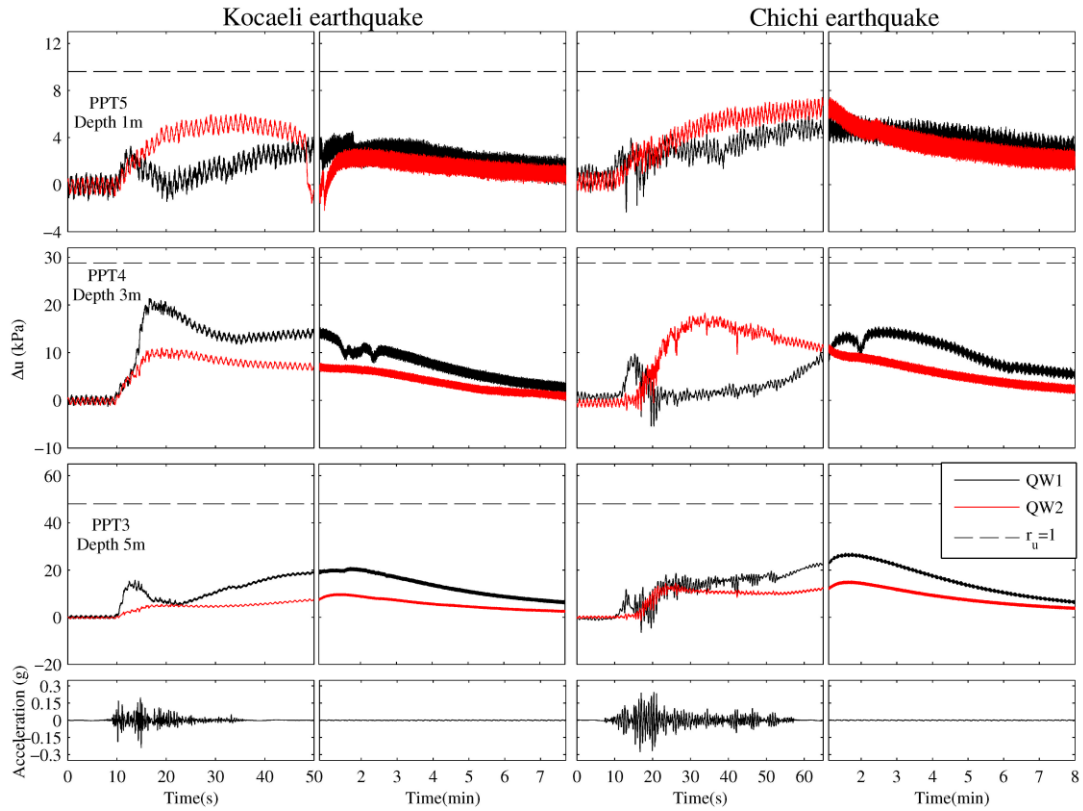 Kocaeli earthquake
Chichi earthquake
12
8
4
0
−4
PPT5
Depth 1m
30
20
10
0
−10
Δu (kPa)
PPT4
Depth 3m
60
40
20
0
−20
PPT3
Depth 5m
QW1
QW2
r_u=1
0.3
0.15
0
−0.15
−0.3
Acceleration (g)
0 10 20 30 40 50 2 3 4 5 6 7 0 10 20 30 40 50 60 2 3 4 5 6 7 8
Time(s) Time(min) Time(s) Time(min)